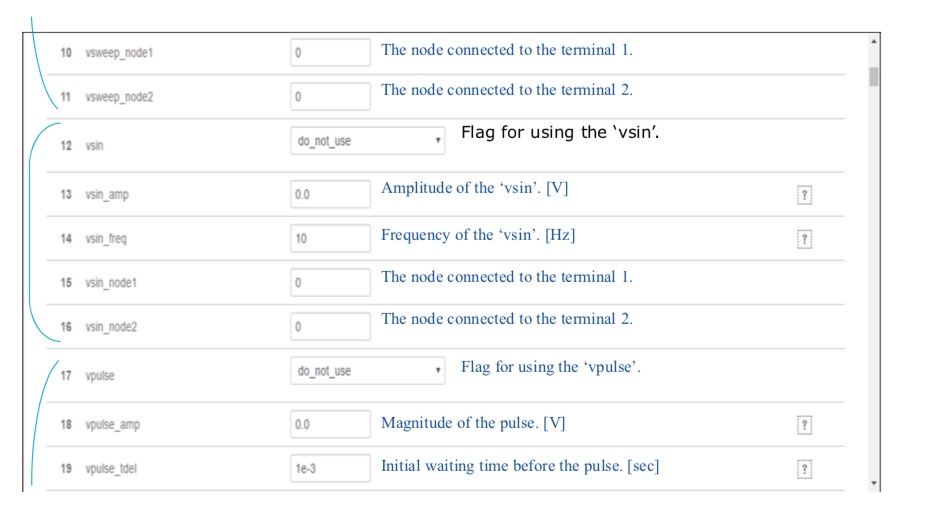 10 vsweep_node1 0 The node connected to the terminal 1.
11 vsweep_node2 0 The node connected to the terminal 2.
12 vsin do_not_use Flag for using the ‘vsin’.
13 vsin_amp 0.0 Amplitude of the ‘vsin’. [V] ?
14 vsin_freq 10 Frequency of the ‘vsin’. [Hz] ?
15 vsin_node1 0 The node connected to the terminal 1.
16 vsin_node2 0 The node connected to the terminal 2.
17 vpulse do_not_use Flag for using the ‘vpulse’.
18 vpulse_amp 0.0 Magnitude of the pulse. [V] ?
19 vpulse_tdel 1e-3 Initial waiting time before the pulse. [sec] ?